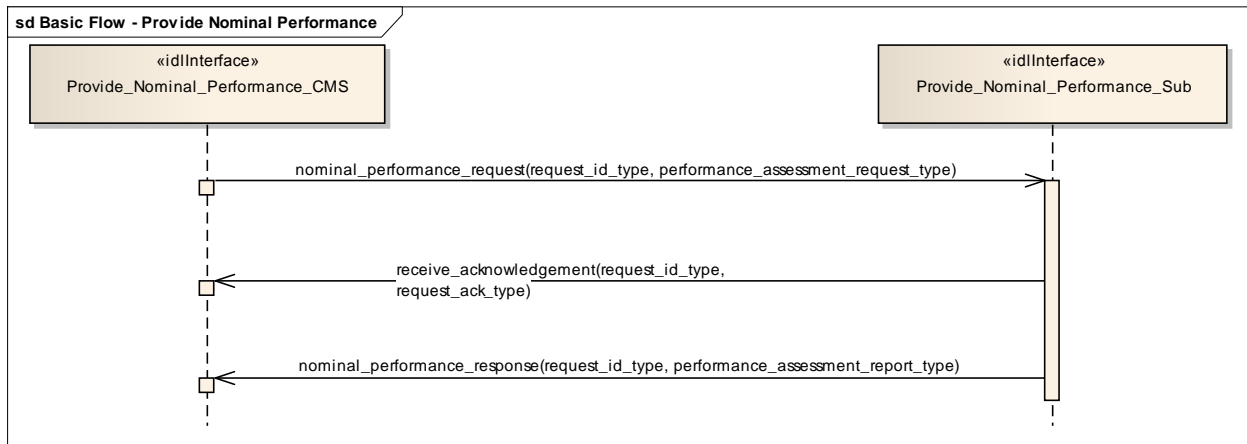 sd Basic Flow - Provide Nominal Performance
«idlInterface»
Provide_Nominal_Performance_CMS
«idlInterface»
Provide_Nominal_Performance_Sub
nominal_performance_request(request_id_type, performance_assessment_request_type)
receive_acknowledgement(request_id_type,
request_ack_type)
nominal_performance_response(request_id_type, performance_assessment_report_type)